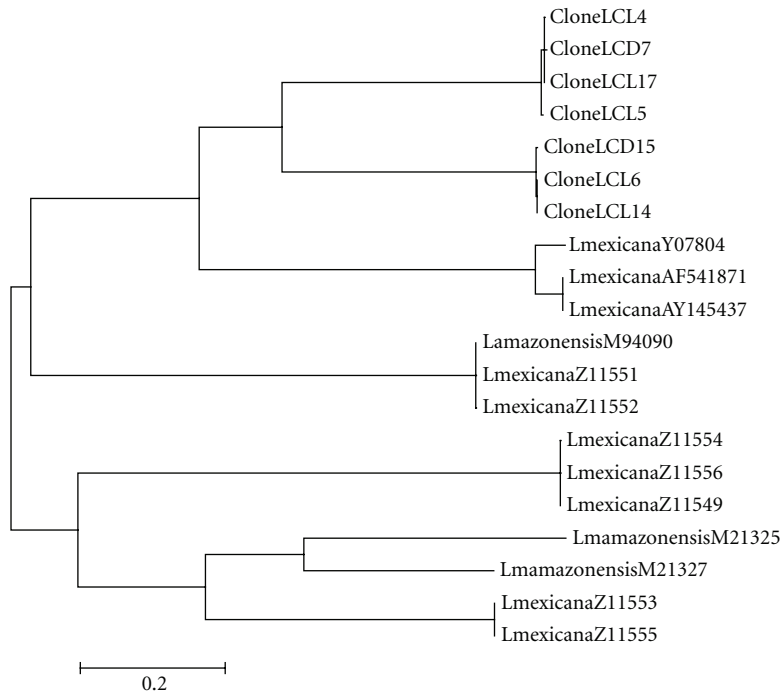 CloneLCL4
CloneLCD7
CloneLCL17
CloneLCL5
CloneLCD15
CloneLCL6
CloneLCL14
LmexicanaY07804
LmexicanaAF541871
LmexicanaAY145437
LamazonensisM94090
LmexicanaZ11551
LmexicanaZ11552
LmexicanaZ11554
LmexicanaZ11556
LmexicanaZ11549
LmamazonensisM21325
LmamazonensisM21327
LmexicanaZ11553
LmexicanaZ11555
0.2